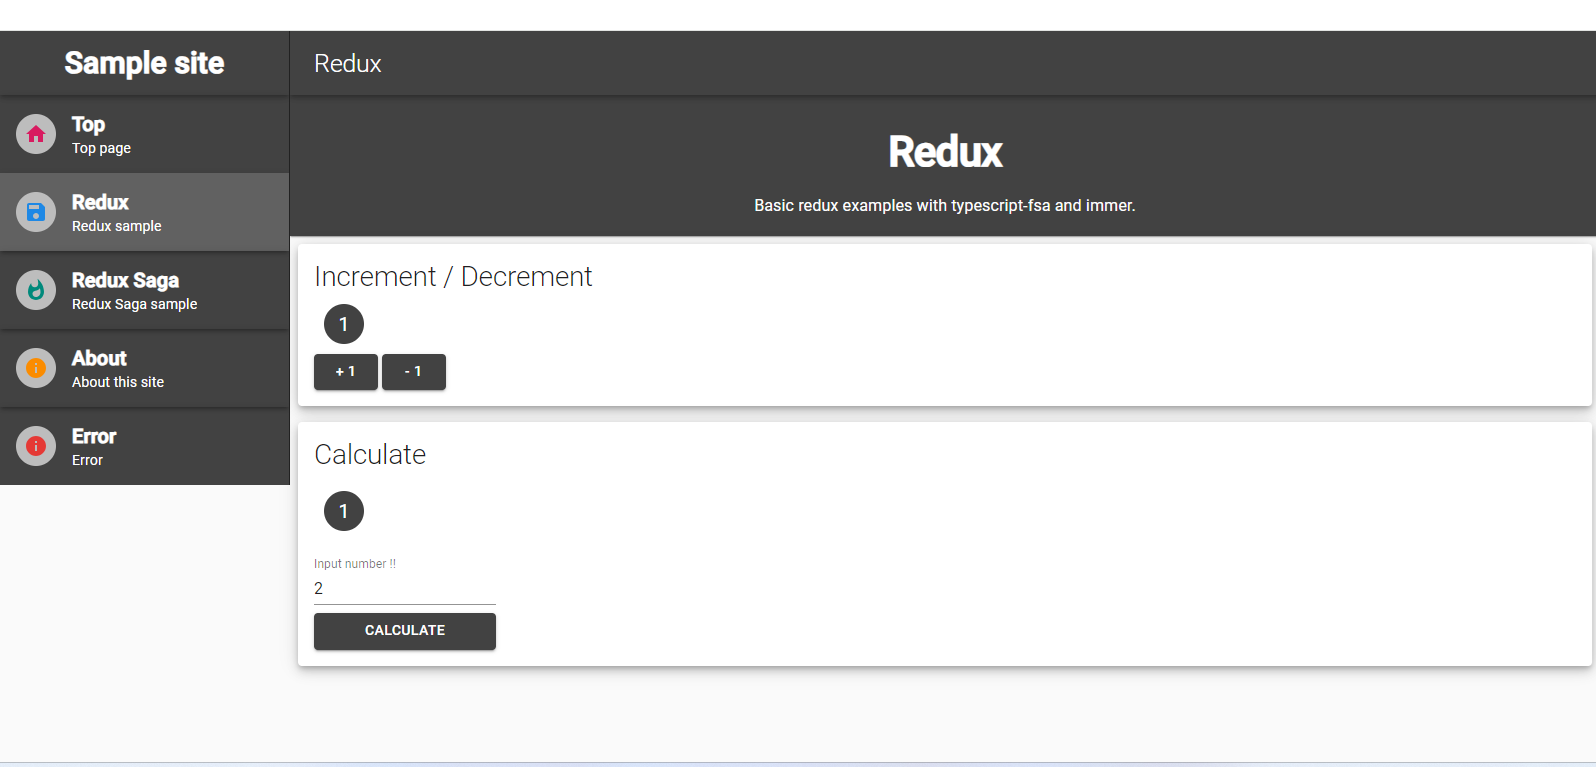 Sample site
Redux
Top
Top page
Redux
Redux sample
Redux Saga
Redux Saga sample
About
About this site
Error
Error
Redux
Basic redux examples with typescript-fsa and immer.
Increment / Decrement
1
+ 1
- 1
Calculate
1
Input number !!
2
CALCULATE